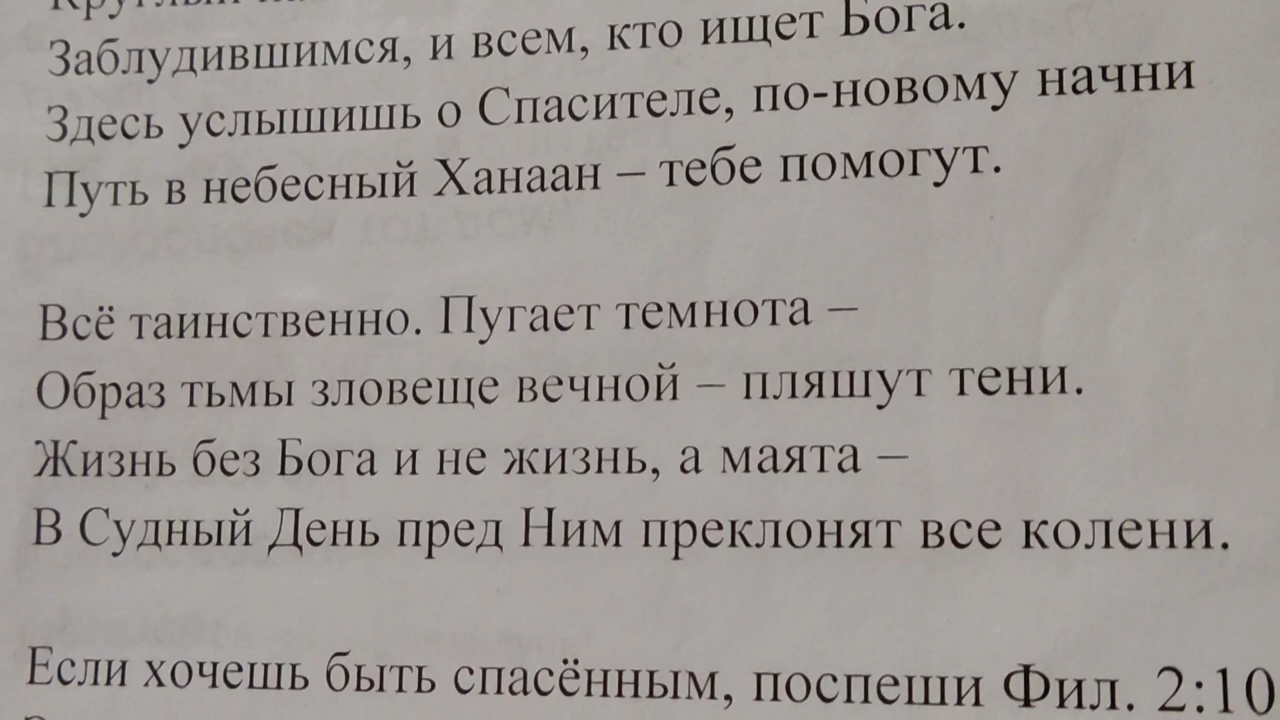 Заблудившимся, и всем, кто ищет Бога.
Здесь услышишь о Спасителе, по-новому начни
Путь в небесный Ханаан – тебе помогут.
Всё таинственно. Пугает темнота –
Образ тьмы зловеще вечной – пляшут тени.
Жизнь без Бога и не жизнь, а маята –
В Судный День пред Ним преклонят все колени.
Если хочешь быть спасённым, поспеши Фил. 2:10